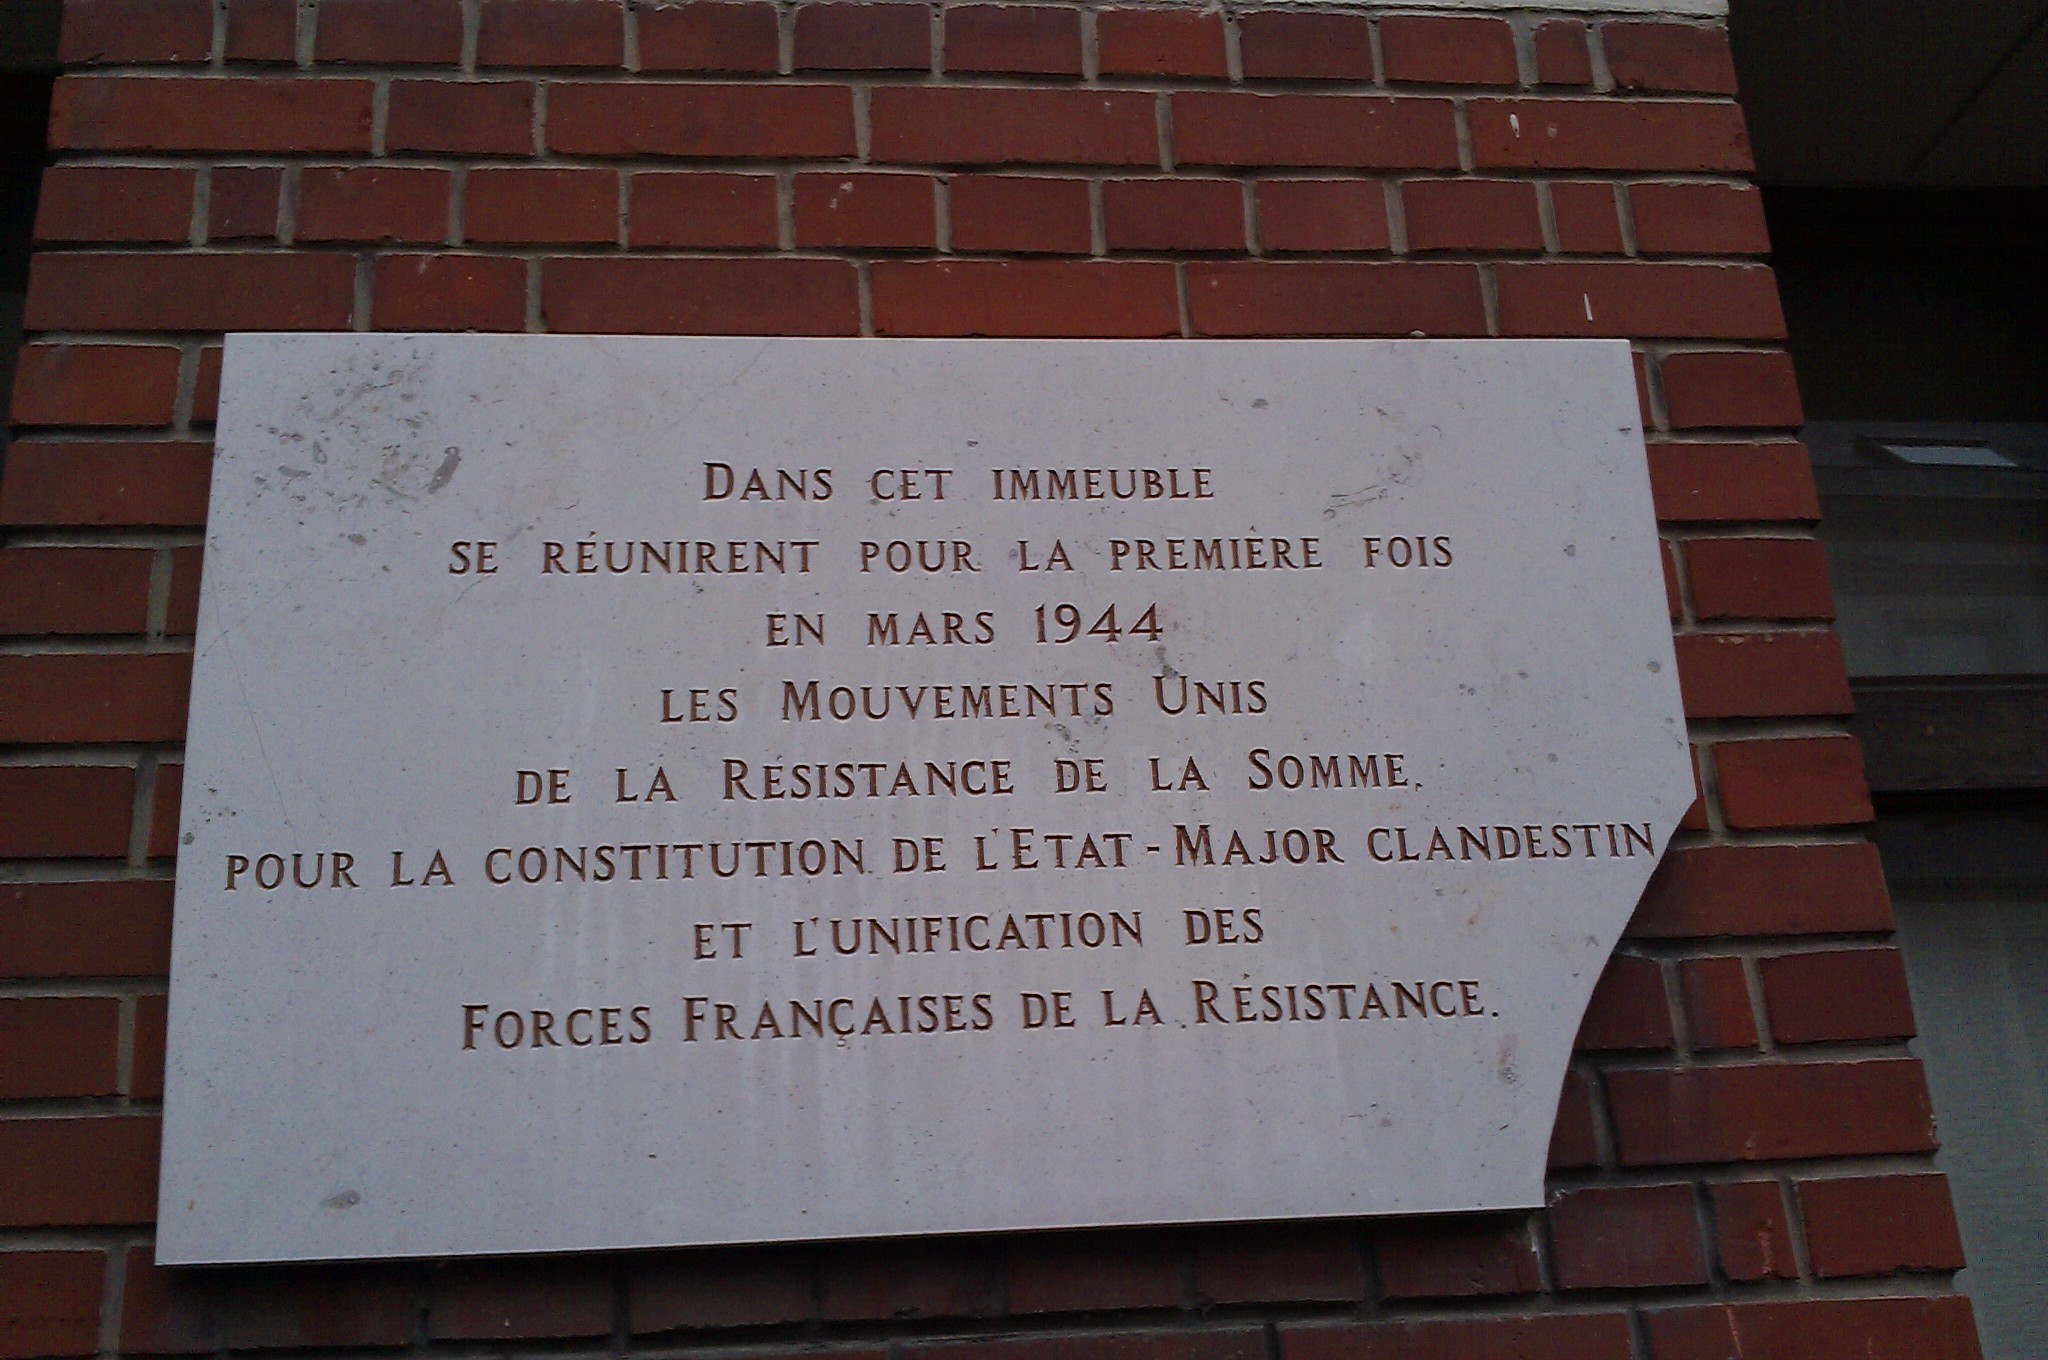 DANS CET IMMEUBLE
SE RÉUNIRENT POUR LA PREMIÊRE FOIS
EN MARS 1944
LES MOUVEMENTS UNIS
DE LA RÉSISTANCE DE LA SOMME,
POUR LA CONSTITUTION DE L'ETAT-MAJOR CLANDESTIN
ET L'UNIFICATION DES
FORCES FRANÇAISES DE LA RÉSISTANCE.